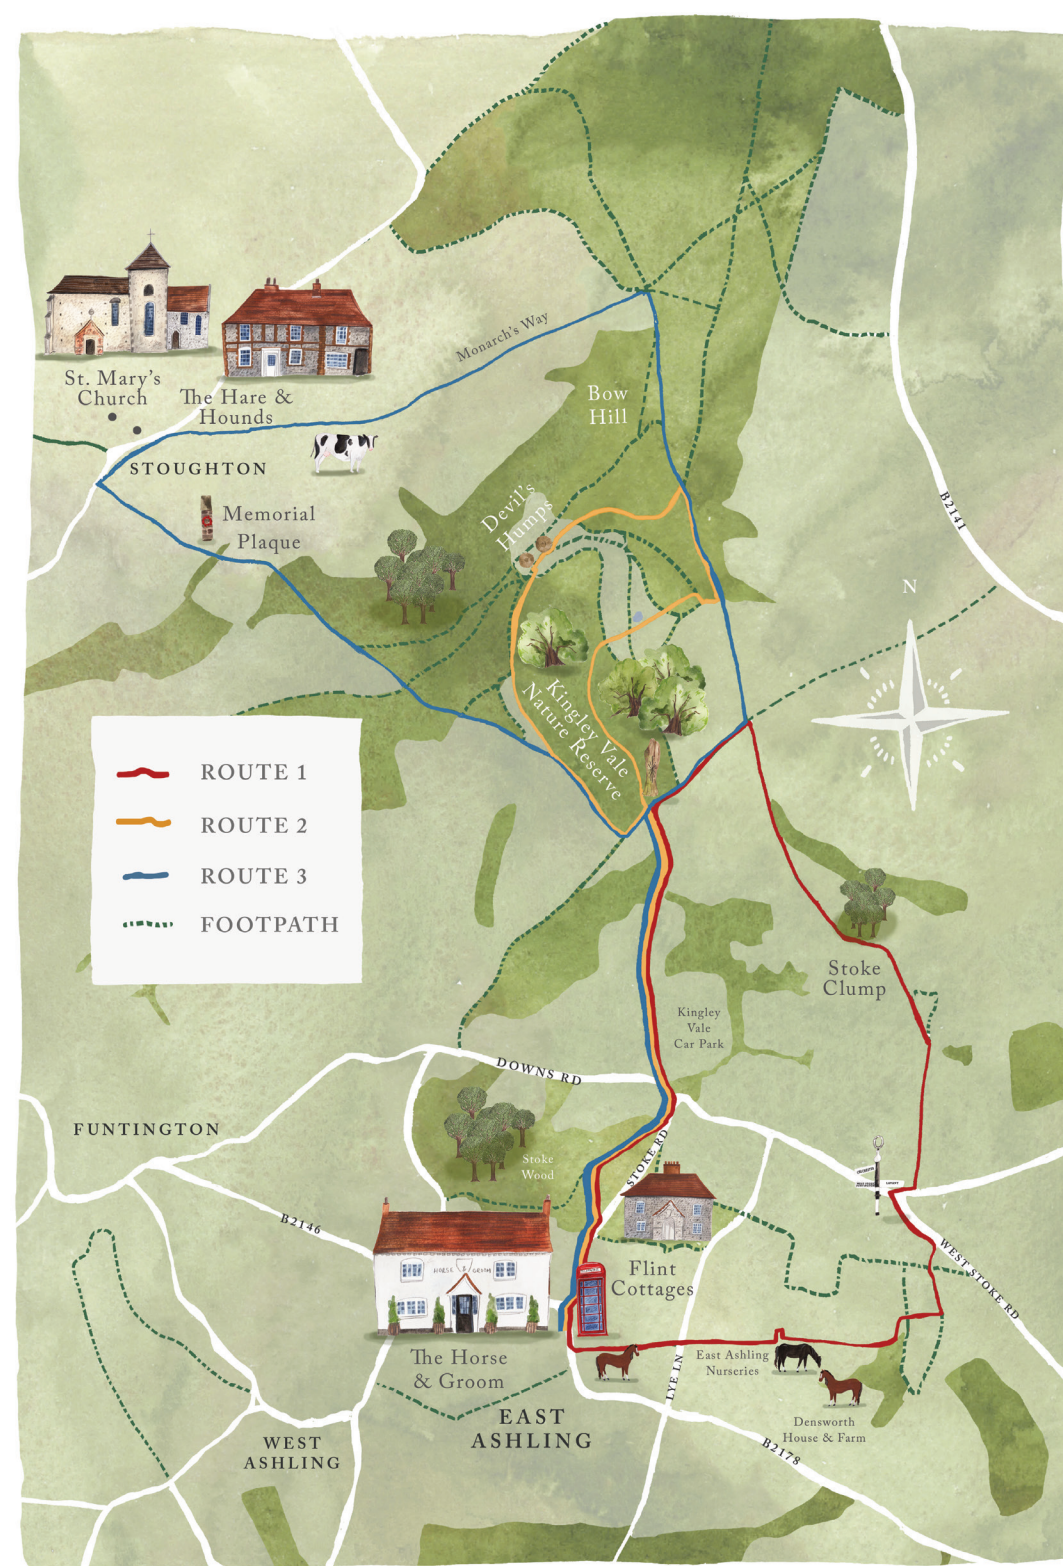 St. Mary's
Church
The Hare &
Hounds
Monarch's Way
Bow
Hill
STOUGHTON
Memorial
Plaque
Devil's
Humps
B2141
N
Kingley Vale
Nature Reserve
ROUTE 1
ROUTE 2
ROUTE 3
FOOTPATH
Stoke
Clump
Kingley
Vale
Car Park
DOWNS RD
FUNTINGTON
Stoke
Wood
STOKE RD
B2146
HORSE & GROOM
Flint
Cottages
WEST STOKE RD
The Horse
& Groom
East Ashling
Nurseries
LYE LN
EAST
ASHLING
Densworth
House & Farm
WEST
ASHLING
B2178